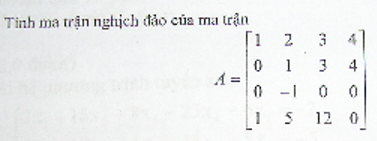 Tính ma trận nghịch đảo của ma trận
A = [1 2 3 4
0 1 3 4
0 -1 0 0
1 5 12 0]